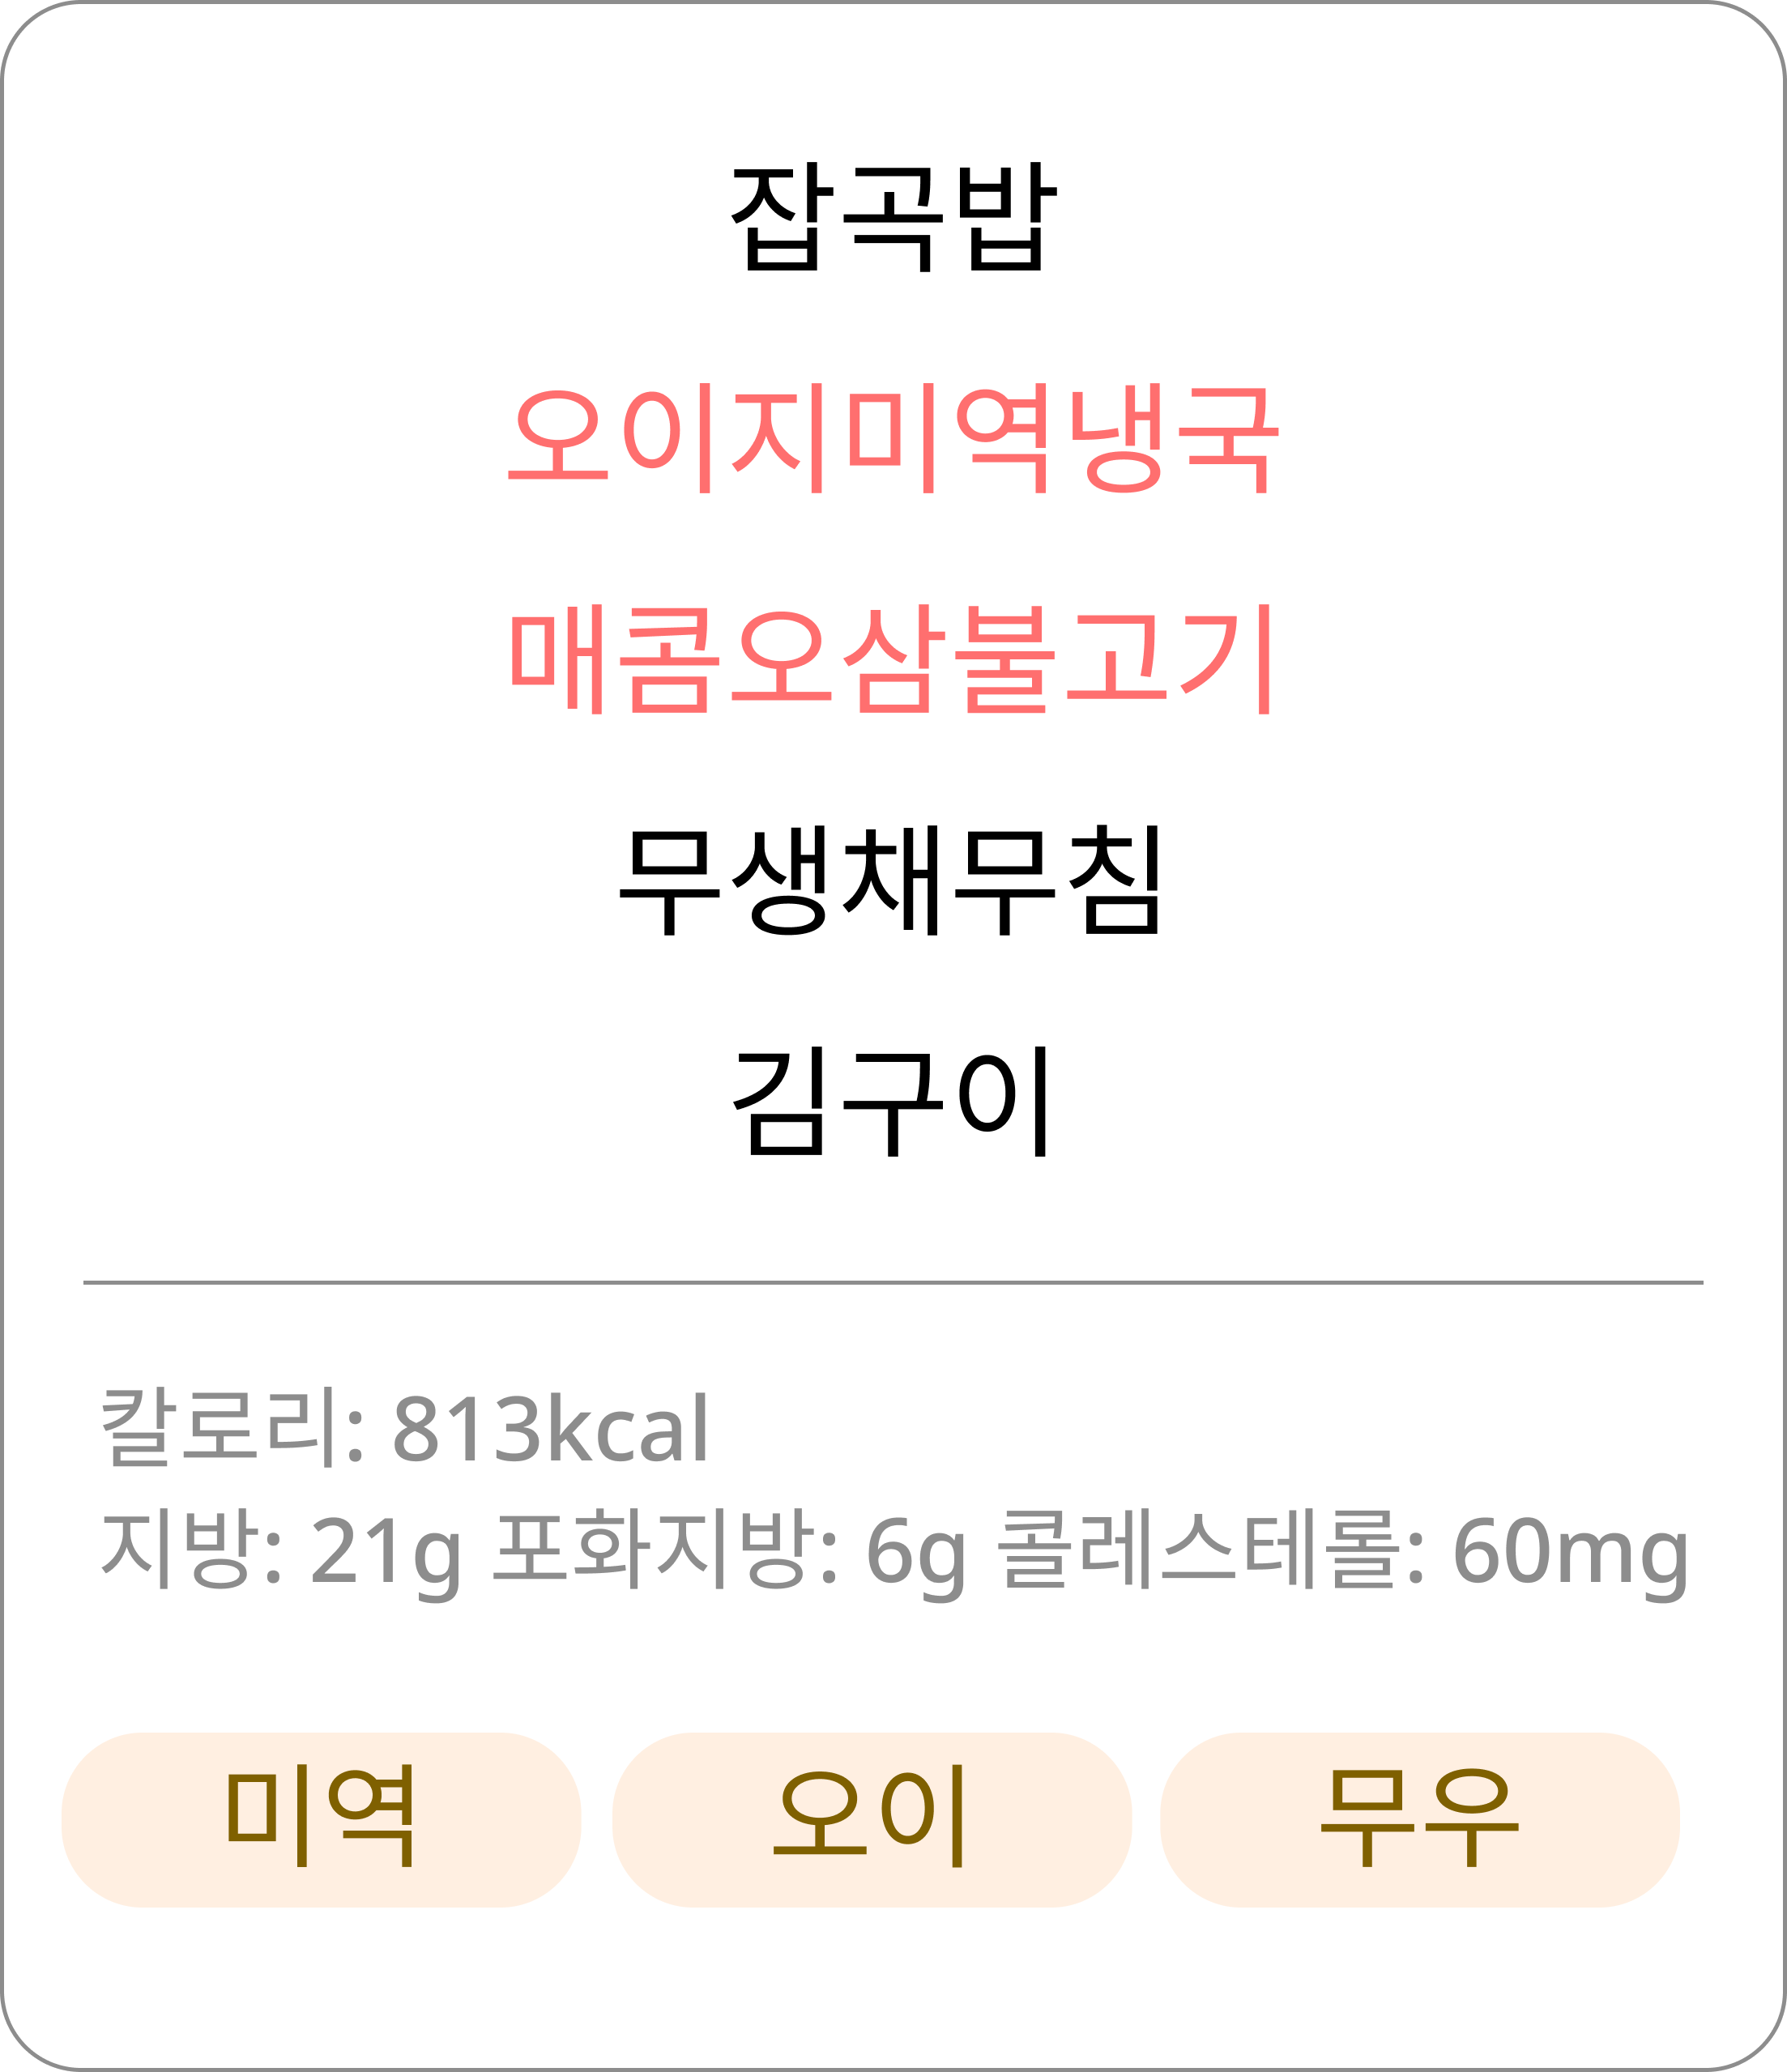 잡곡밥
오이지미역냉국
매콤오삼불고기
무생채무침
김구이
칼로리: 813kcal
지방: 21g 포화지방: 6g 콜레스테롤: 60mg
미역 오이 무우